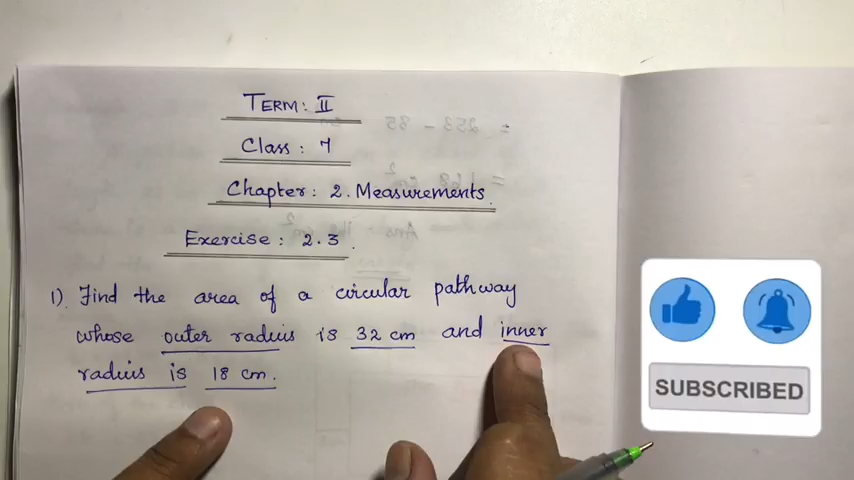 TERM: II
Class: 7
Chapter: 2. Measurements.
Exercise: 2.3.
1). Find the area of a circular pathway
whose outer radius is 32 cm and inner
radius is 18 cm.
SUBSCRIBED